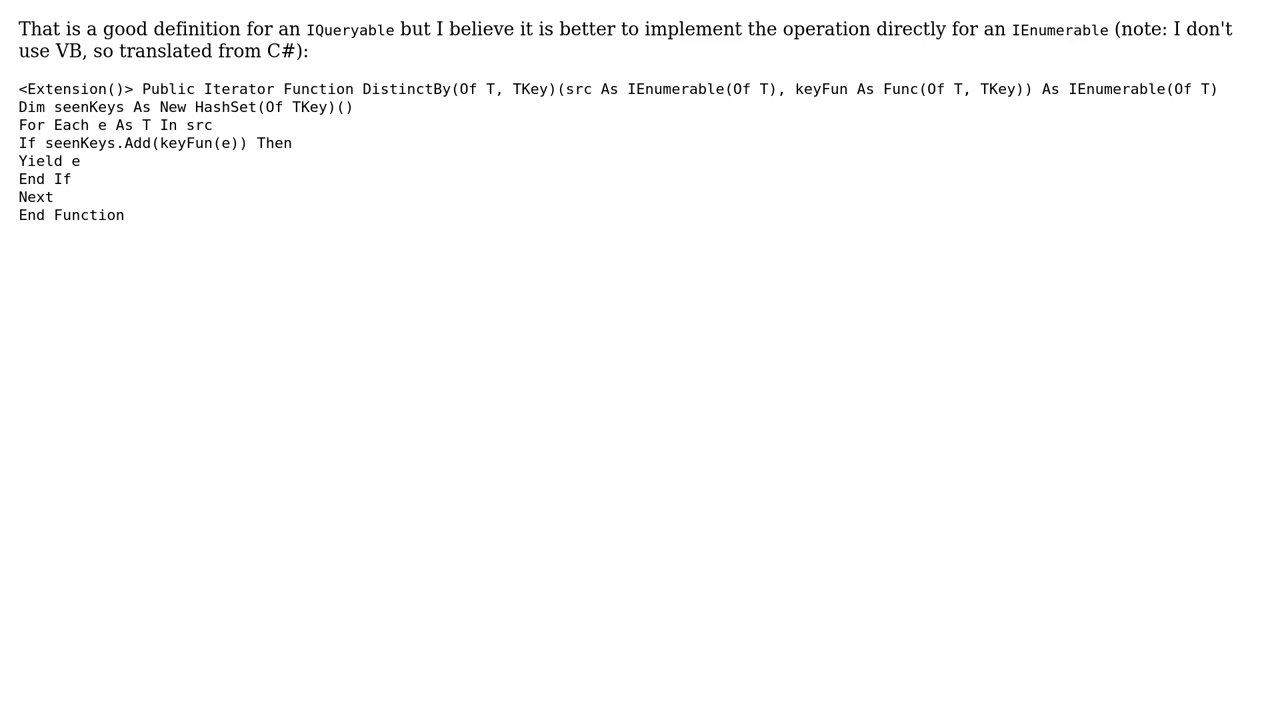 That is a good definition for an IQueryable but I believe it is better to implement the operation directly for an IEnumerable (note: I don't
use VB, so translated from C#):
<Extension()> Public Iterator Function DistinctBy(Of T, TKey)(src As IEnumerable(Of T), keyFun As Func(Of T, TKey)) As IEnumerable(Of T)
Dim seenKeys As New HashSet(Of TKey)()
For Each e As T In src
If seenKeys.Add(keyFun(e)) Then
Yield e
End If
Next
End Function